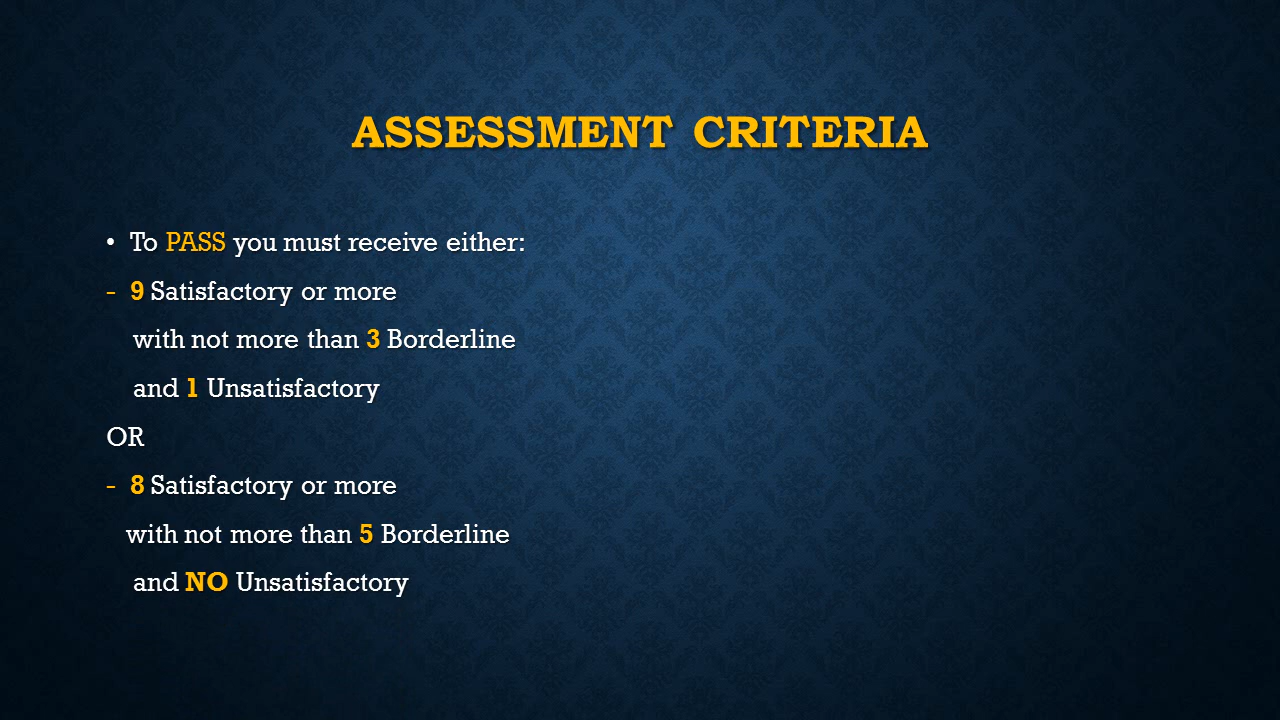 ASSESSMENT CRITERIA
• To PASS you must receive either:
- 9 Satisfactory or more
with not more than 3 Borderline
and 1 Unsatisfactory
OR
- 8 Satisfactory or more
with not more than 5 Borderline
and NO Unsatisfactory